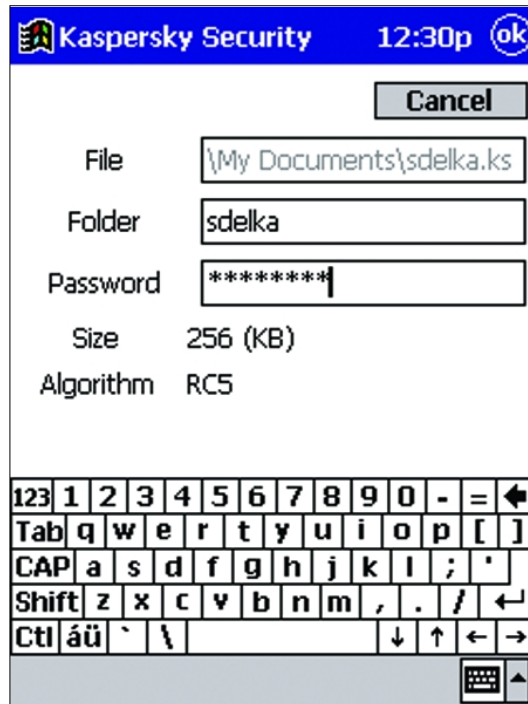 Kaspersky Security 12:30p ok
Cancel
File \My Documents\sdelka.ks
Folder sdelka
Password ********
Size 256 (KB)
Algorithm RC5
123 1 2 3 4 5 6 7 8 9 0 - =
Tab q w e r t y u i o p [ ]
CAP a s d f g h j k l ; '
Shift z x c v b n m , . /
Ctl áü ` \